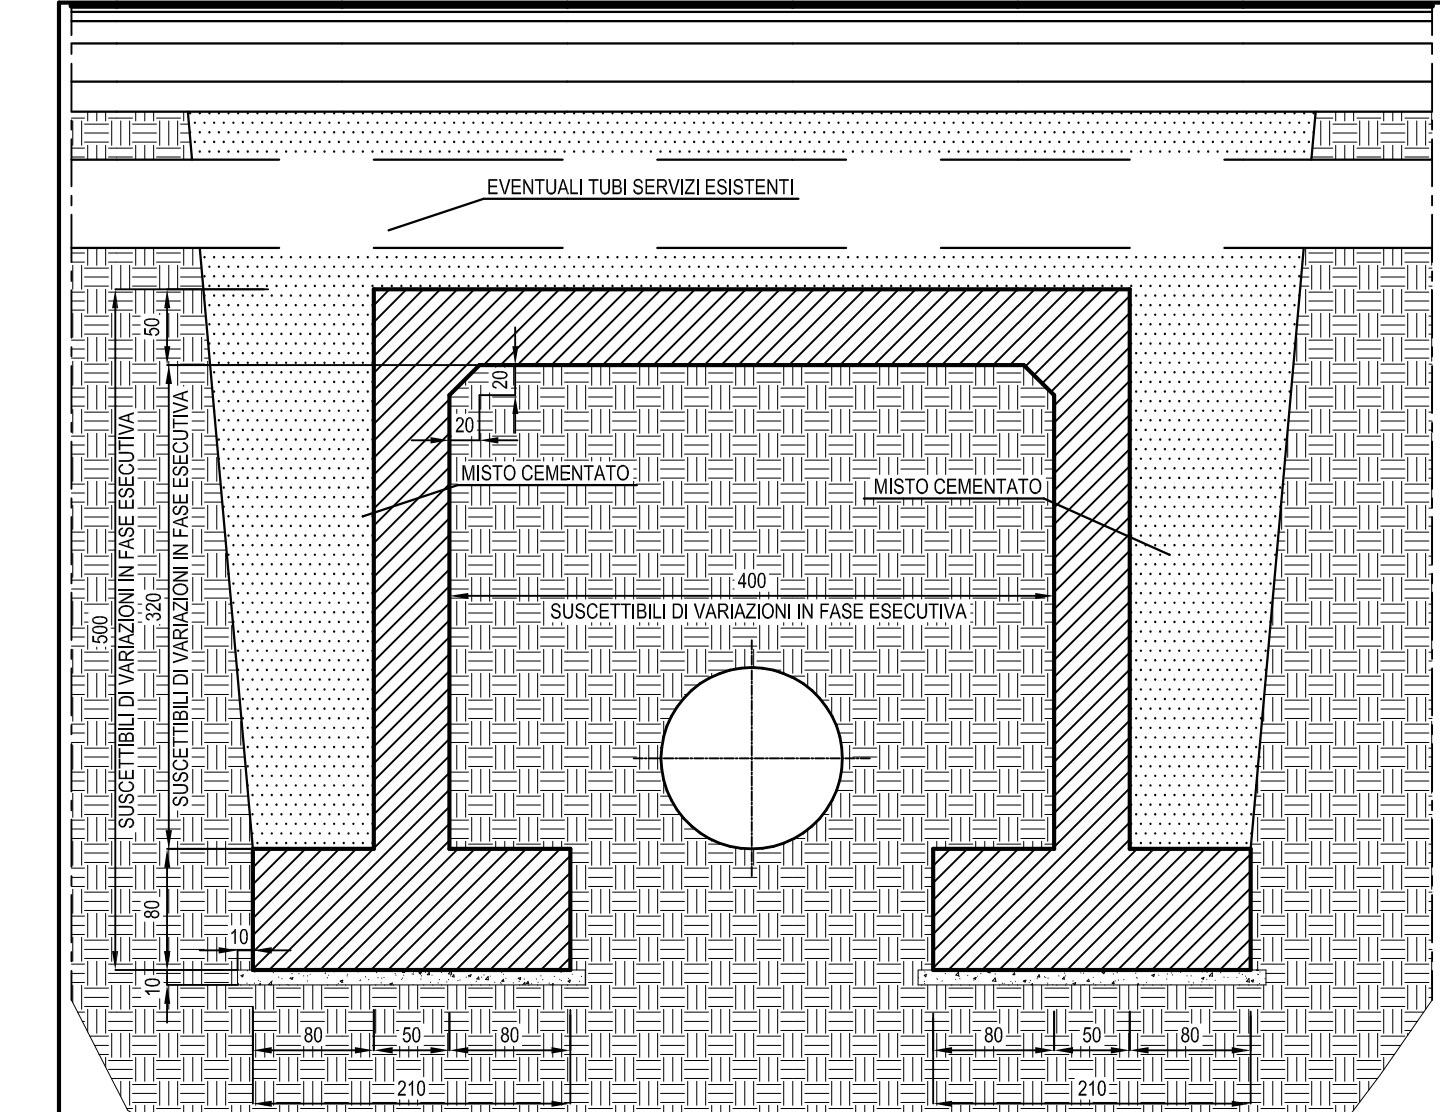 EVENTUALI TUBI SERVIZI ESISTENTI
50
20
20
MISTO CEMENTATO
MISTO CEMENTATO
400
SUSCETTIBILI DI VARIAZIONI IN FASE ESECUTIVA
500
SUSCETTIBILI DI VARIAZIONI IN FASE ESECUTIVA
320
SUSCETTIBILI DI VARIAZIONI IN FASE ESECUTIVA
80
10
10
80
50
80
80
50
80
210
210